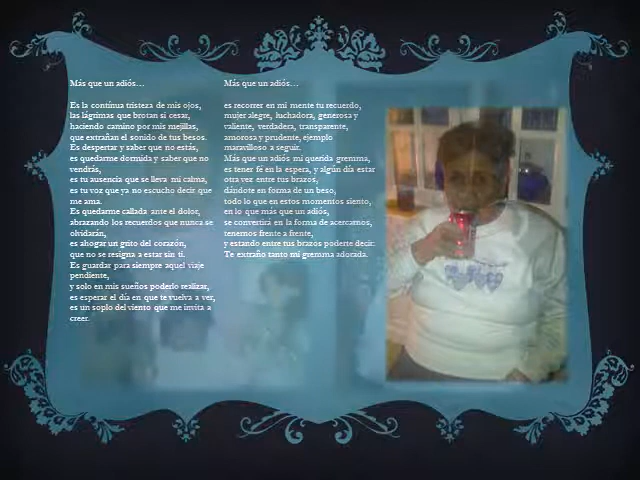 Más que un adiós...
Es la contínua tristeza de mis ojos,
las lágrimas que brotan si cesar,
haciendo camino por mis mejillas,
que extrañan el sonido de tus besos.
Es despertar y saber que no estás,
es quedarme dormida y saber que no
vendrás,
es tu ausencia que se lleva mi calma,
es tu voz que ya no escucho decir que
me ama.
Es quedarme callada ante el dolor,
abrazando los recuerdos que nunca se
olvidarán,
es ahogar un grito del corazón,
que no se resigna a estar sin ti.
Es guardar para siempre aquel viaje
pendiente,
y solo en mis sueños poderlo realizar,
es esperar el día en que te vuelva a ver,
es un soplo del viento que me invita a
creer.
Más que un adiós...
es recorrer en mi mente tu recuerdo,
mujer alegre, luchadora, generosa y
valiente, verdadera, transparente,
amorosa y prudente, ejemplo
maravilloso a seguir.
Más que un adiós mi querida gremma,
es tener fé en la espera, y algún día estar
otra vez entre tus brazos,
dándote en forma de un beso,
todo lo que en estos momentos siento,
en lo que más que un adiós,
se convertirá en la forma de acercarnos,
tenernos frente a frente,
y estando entre tus brazos poderte decir:
Te extraño tanto mi gremma adorada.